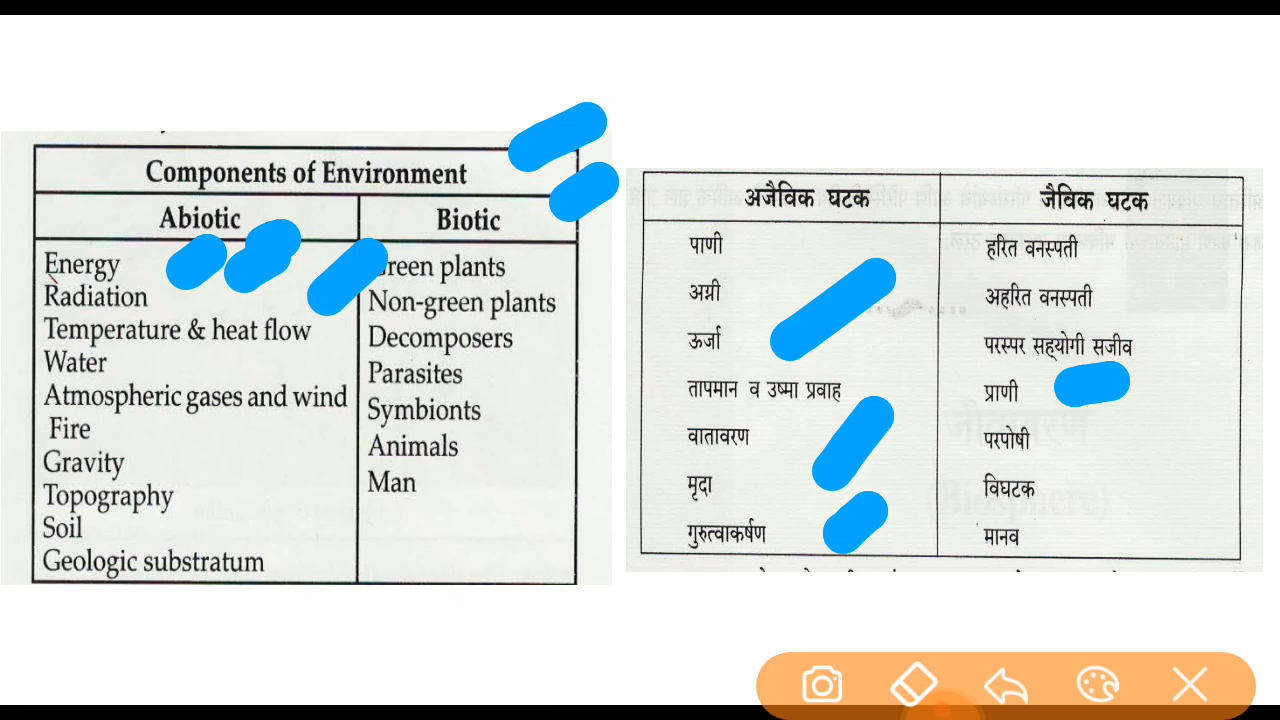 Components of Environment
Abiotic
Biotic
Energy
Radiation
Temperature & heat flow
Water
Atmospheric gases and wind
Fire
Gravity
Topography
Soil
Geologic substratum
Green plants
Non-green plants
Decomposers
Parasites
Symbionts
Animals
Man
अजैविक घटक
जैविक घटक
पाणी
हरित वनस्पती
अग्नी
अहरित वनस्पती
ऊर्जा
परस्पर सहयोगी सजीव
तापमान व उष्मा प्रवाह
प्राणी
वातावरण
परपोषी
मृदा
विघटक
गुरुत्वाकर्षण
मानव